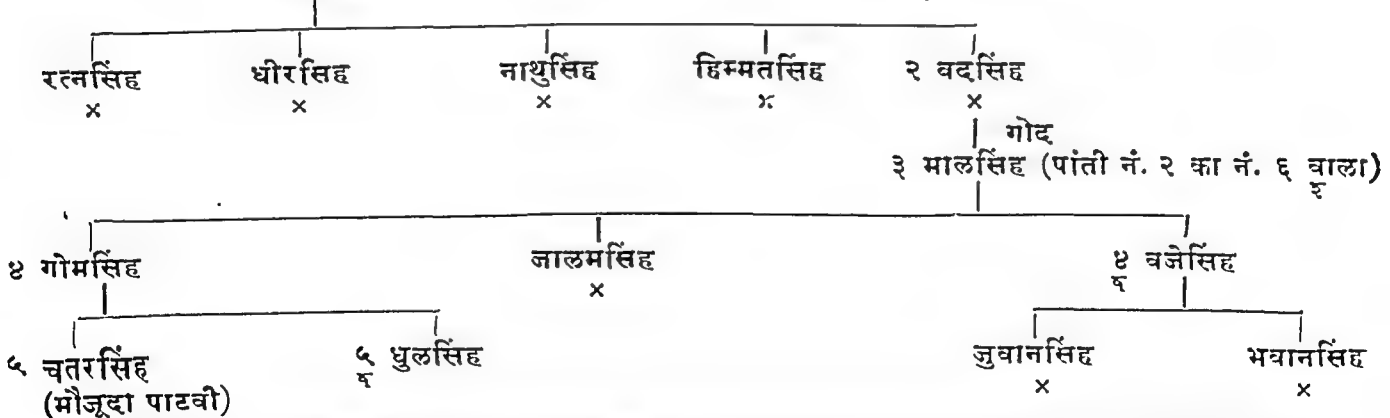 रत्नसिंह धीरसिंह नाथुसिंह हिम्मतसिंह २ वदसिंह
× × × × ×
गोद
३ मालसिंह (पांती नं. २ का नं. ६ वाला)
४ गोमसिंह जालमसिंह ४ वजेसिंह
×
५ चतरसिंह ५ धुलसिंह जुवानसिंह भवानसिंह
(मौजूदा पाटवी) × ×